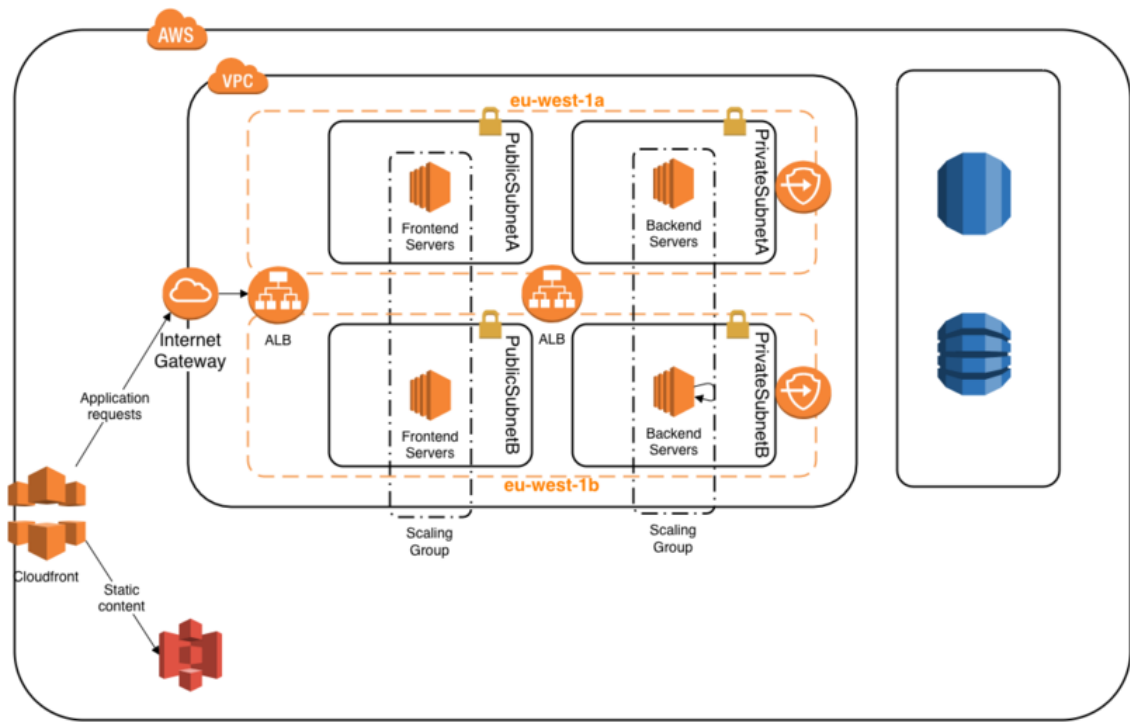 AWS
VPC
eu-west-1a
PublicSubnetA
PrivateSubnetA
Frontend
Servers
Backend
Servers
Internet
Gateway
ALB
ALB
PublicSubnetB
PrivateSubnetB
Application
requests
Frontend
Servers
Backend
Servers
eu-west-1b
Scaling
Group
Scaling
Group
Cloudfront
Static
content